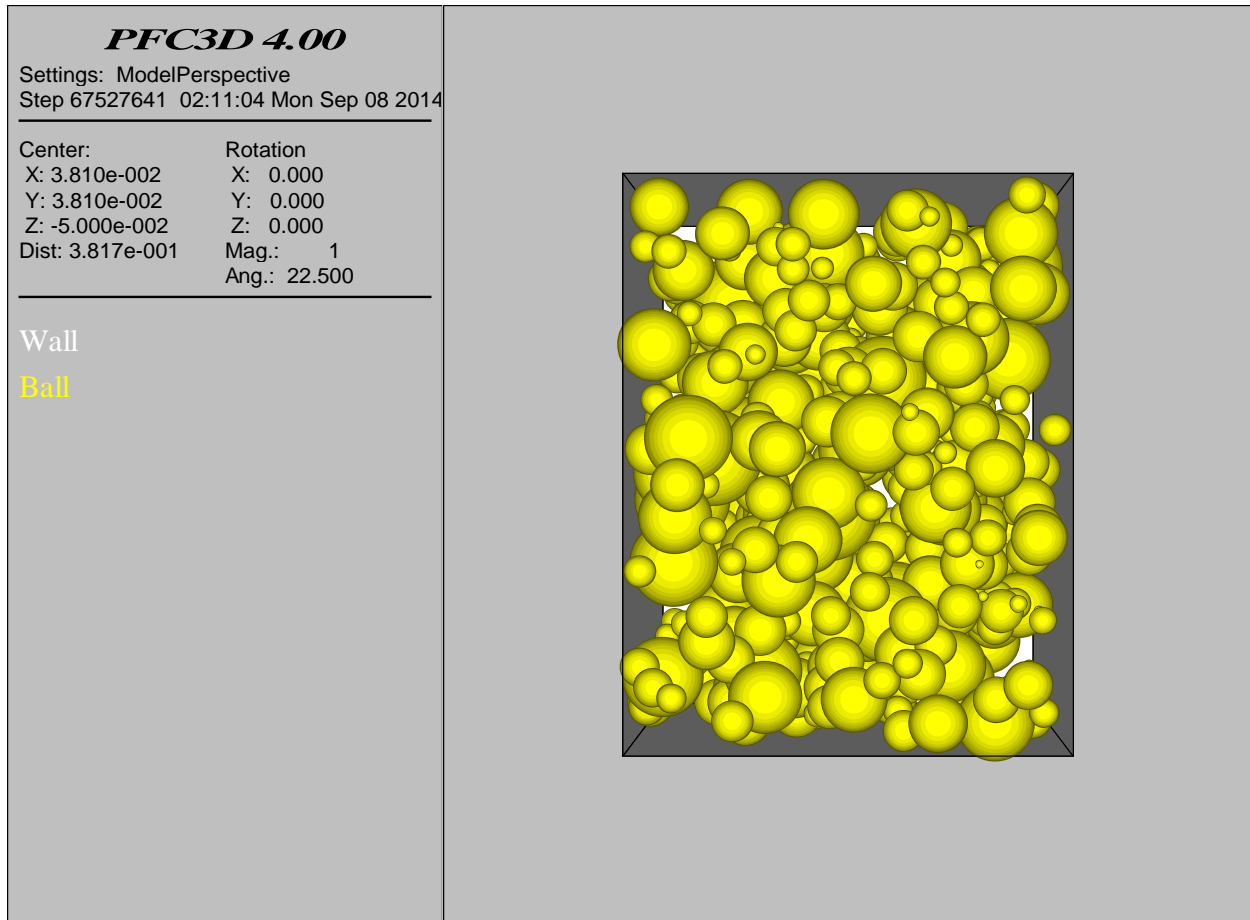 PFC3D 4.00
Settings: ModelPerspective
Step 67527641 02:11:04 Mon Sep 08 2014
Center: Rotation
X: 3.810e-002 X: 0.000
Y: 3.810e-002 Y: 0.000
Z: -5.000e-002 Z: 0.000
Dist: 3.817e-001 Mag.: 1
Ang.: 22.500
Wall
Ball